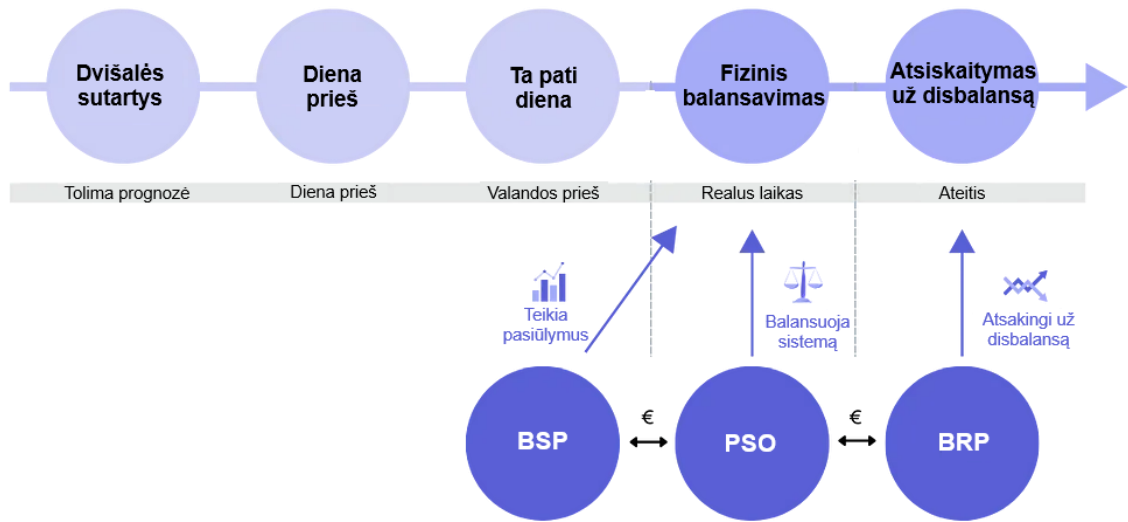 Dvišalės
sutartys
Diena
prieš
Ta pati
diena
Fizinis
balansavimas
Atsiskaitymas
už disbalansą
Tolima prognozė
Diena prieš
Valandos prieš
Realus laikas
Ateitis
Teikia
pasiūlymus
Balansuoja
sistemą
Atsakingi už
disbalansą
BSP
€
PSO
€
BRP